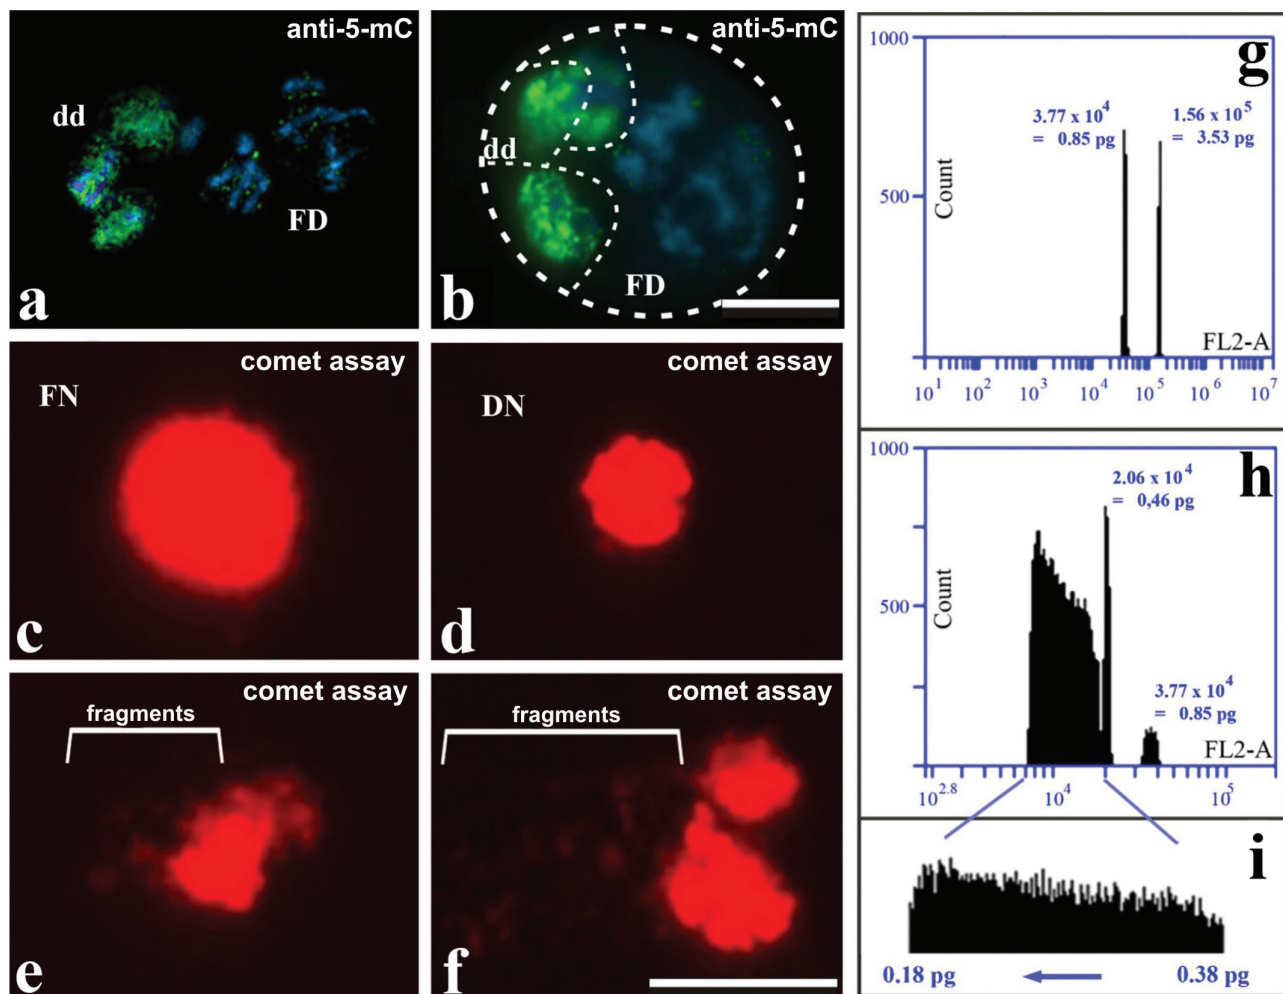 anti-5-mC
dd
FD
a
anti-5-mC
dd
FD
b
comet assay
FN
c
comet assay
DN
d
comet assay
fragments
e
comet assay
fragments
f
g
1000
500
Count
3.77 x 10^4
= 0.85 pg
1.56 x 10^5
= 3.53 pg
FL2-A
10^1 10^2 10^3 10^4 10^5 10^6 10^7
h
1000
500
Count
2.06 x 10^4
= 0,46 pg
3.77 x 10^4
= 0.85 pg
FL2-A
10^2.8 10^4 10^5
i
0.18 pg 0.38 pg